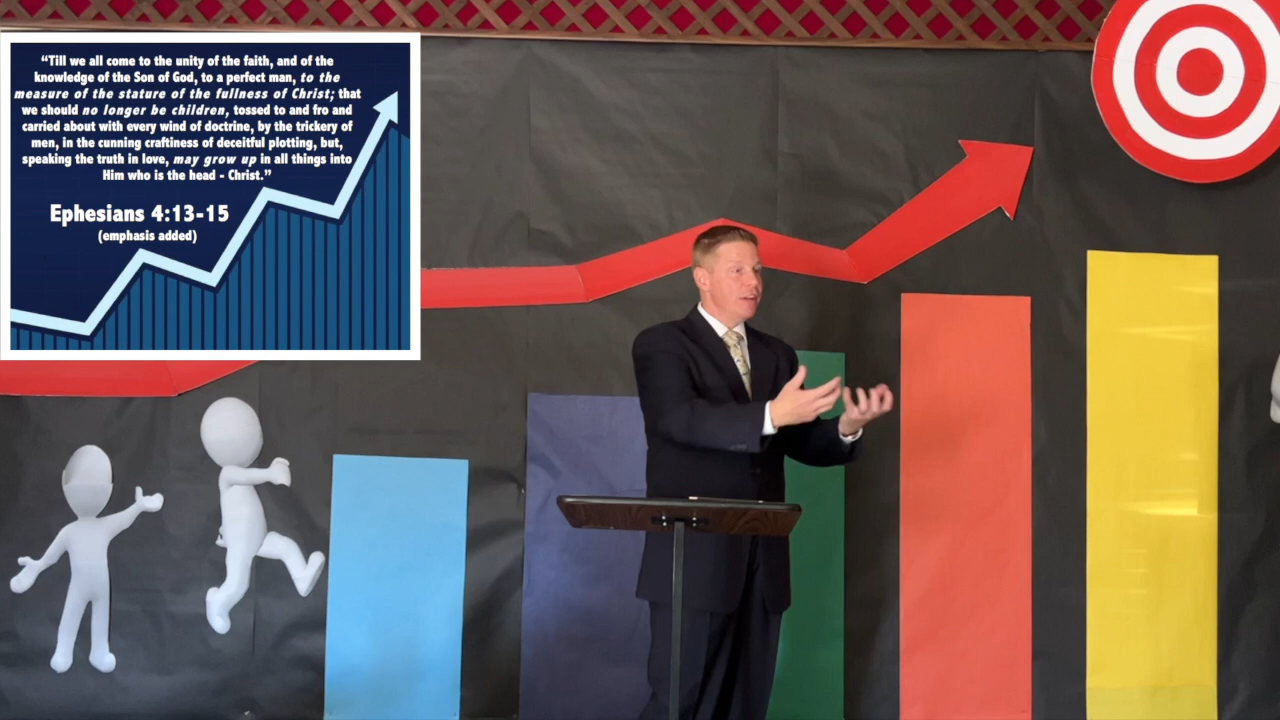 “Till we all come to the unity of the faith, and of the
knowledge of the Son of God, to a perfect man, to the
measure of the stature of the fullness of Christ; that
we should no longer be children, tossed to and fro and
carried about with every wind of doctrine, by the trickery of
men, in the cunning craftiness of deceitful plotting, but,
speaking the truth in love, may grow up in all things into
Him who is the head - Christ.”
Ephesians 4:13-15
(emphasis added)